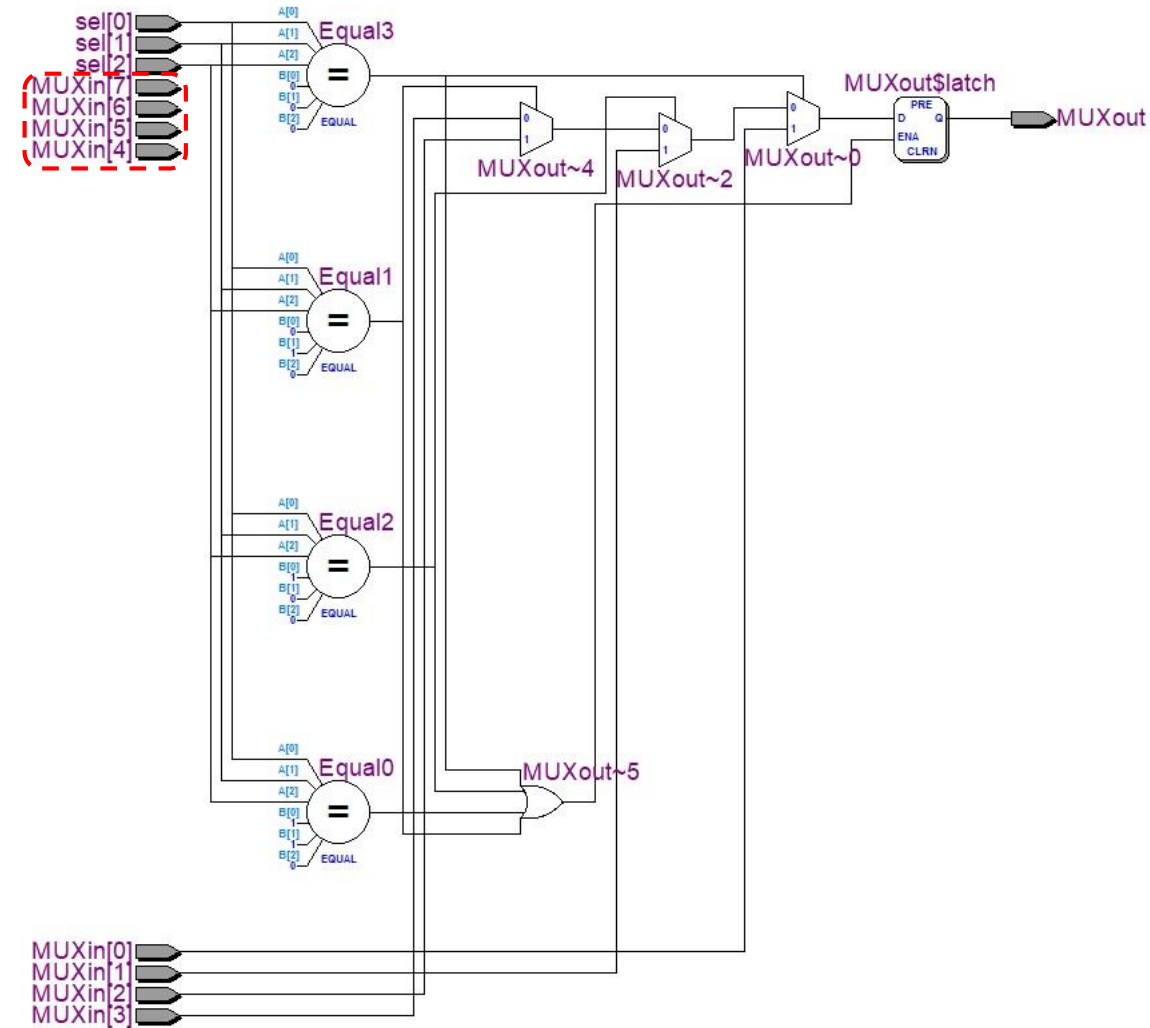 sel[0]
sel[1]
sel[2]
MUXin[7]
MUXin[6]
MUXin[5]
MUXin[4]
A[0]
A[1]
A[2]
B[0]
0
B[1]
0
B[2]
0
Equal3
=
EQUAL
0
1
MUXout~4
0
1
MUXout~2
0
1
MUXout~0
MUXout$latch
PRE
D Q
ENA
CLRN
MUXout
A[0]
A[1]
A[2]
B[0]
0
B[1]
1
B[2]
0
Equal1
=
EQUAL
A[0]
A[1]
A[2]
B[0]
1
B[1]
0
B[2]
0
Equal2
=
EQUAL
A[0]
A[1]
A[2]
B[0]
1
B[1]
1
B[2]
0
Equal0
=
EQUAL
MUXout~5
MUXin[0]
MUXin[1]
MUXin[2]
MUXin[3]